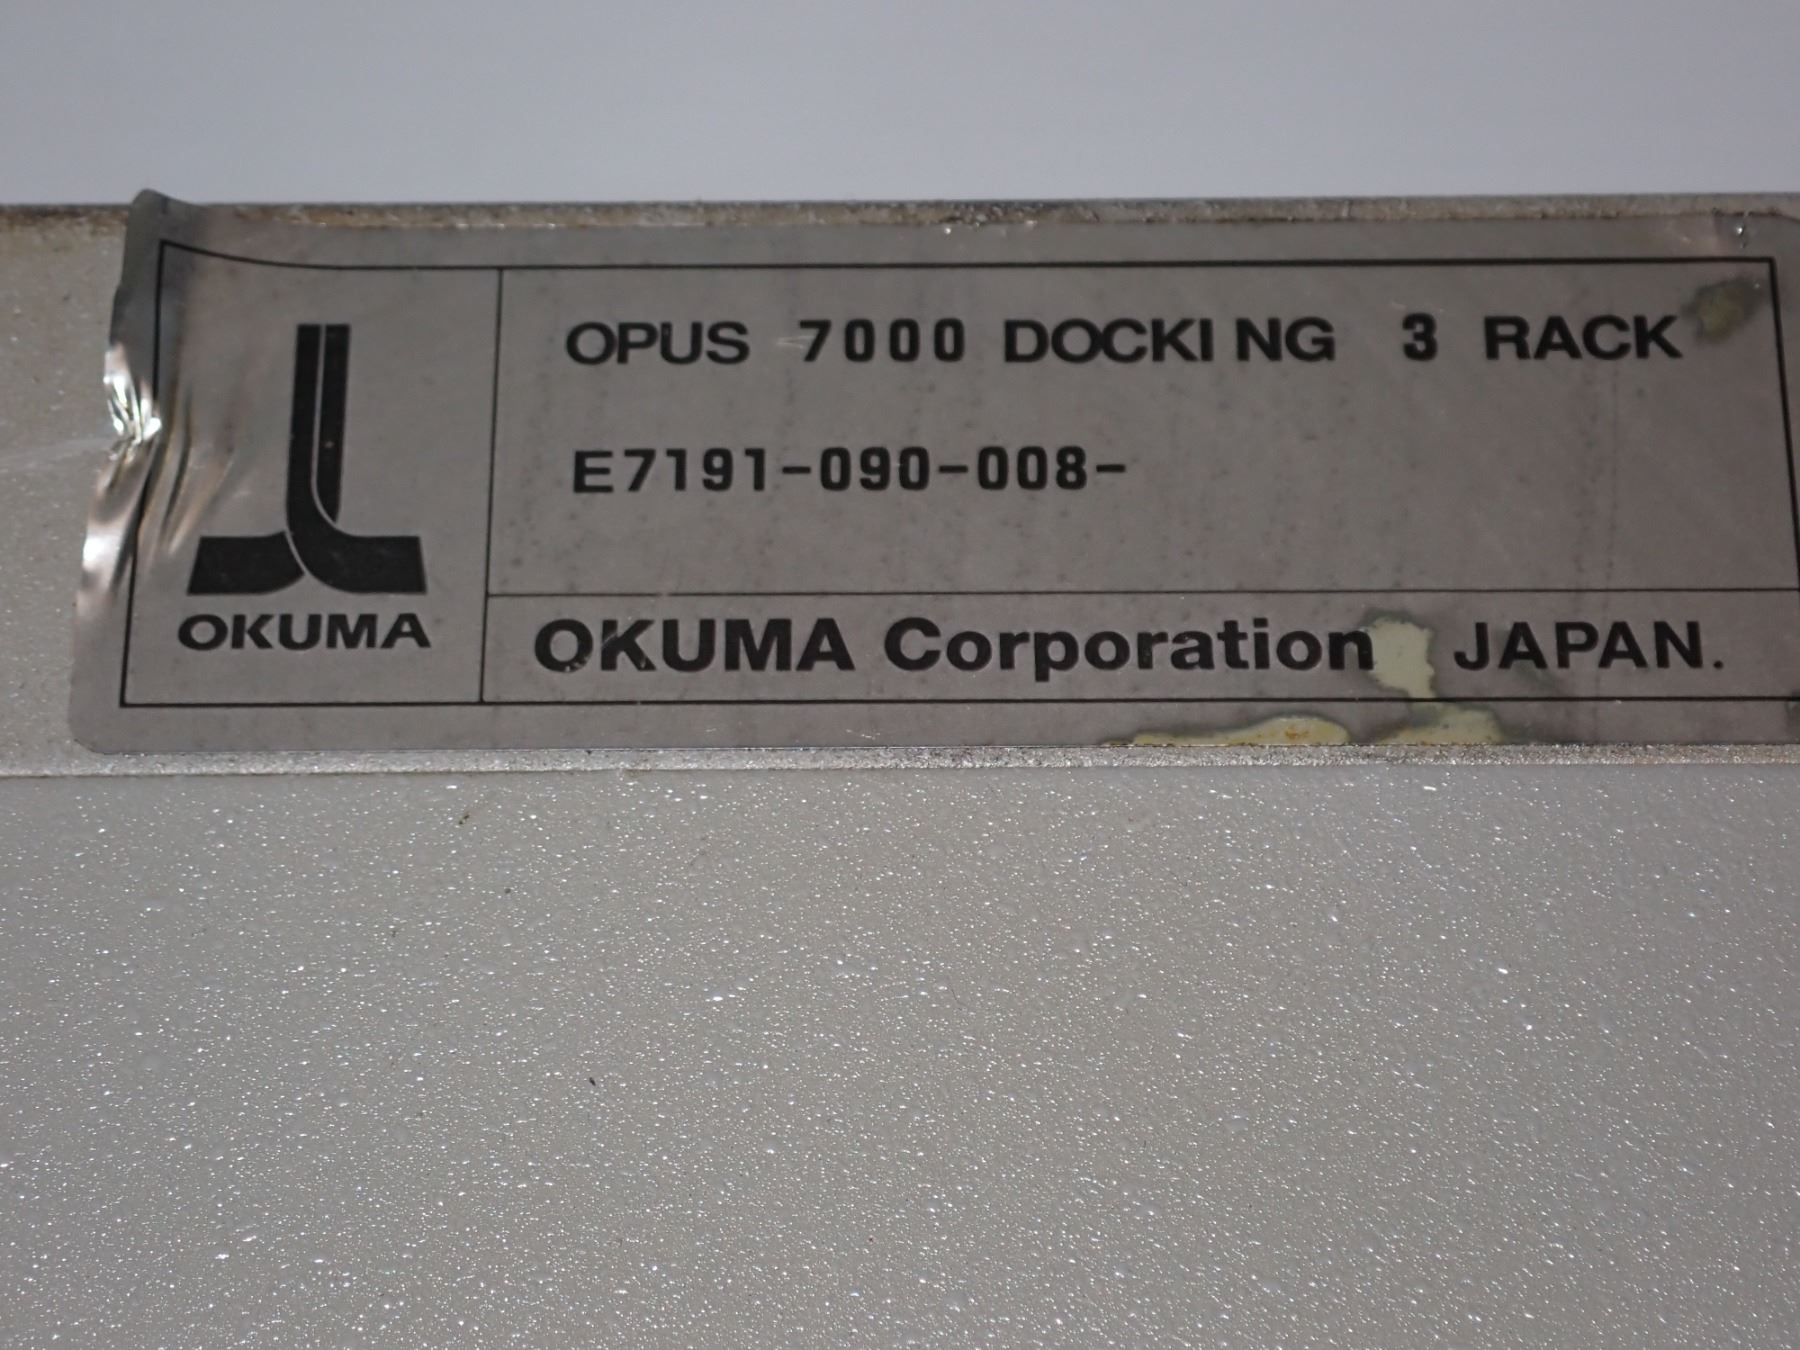 OPUS 7000 DOCKING 3 RACK
E7191-090-008-
OKUMA
OKUMA Corporation JAPAN.